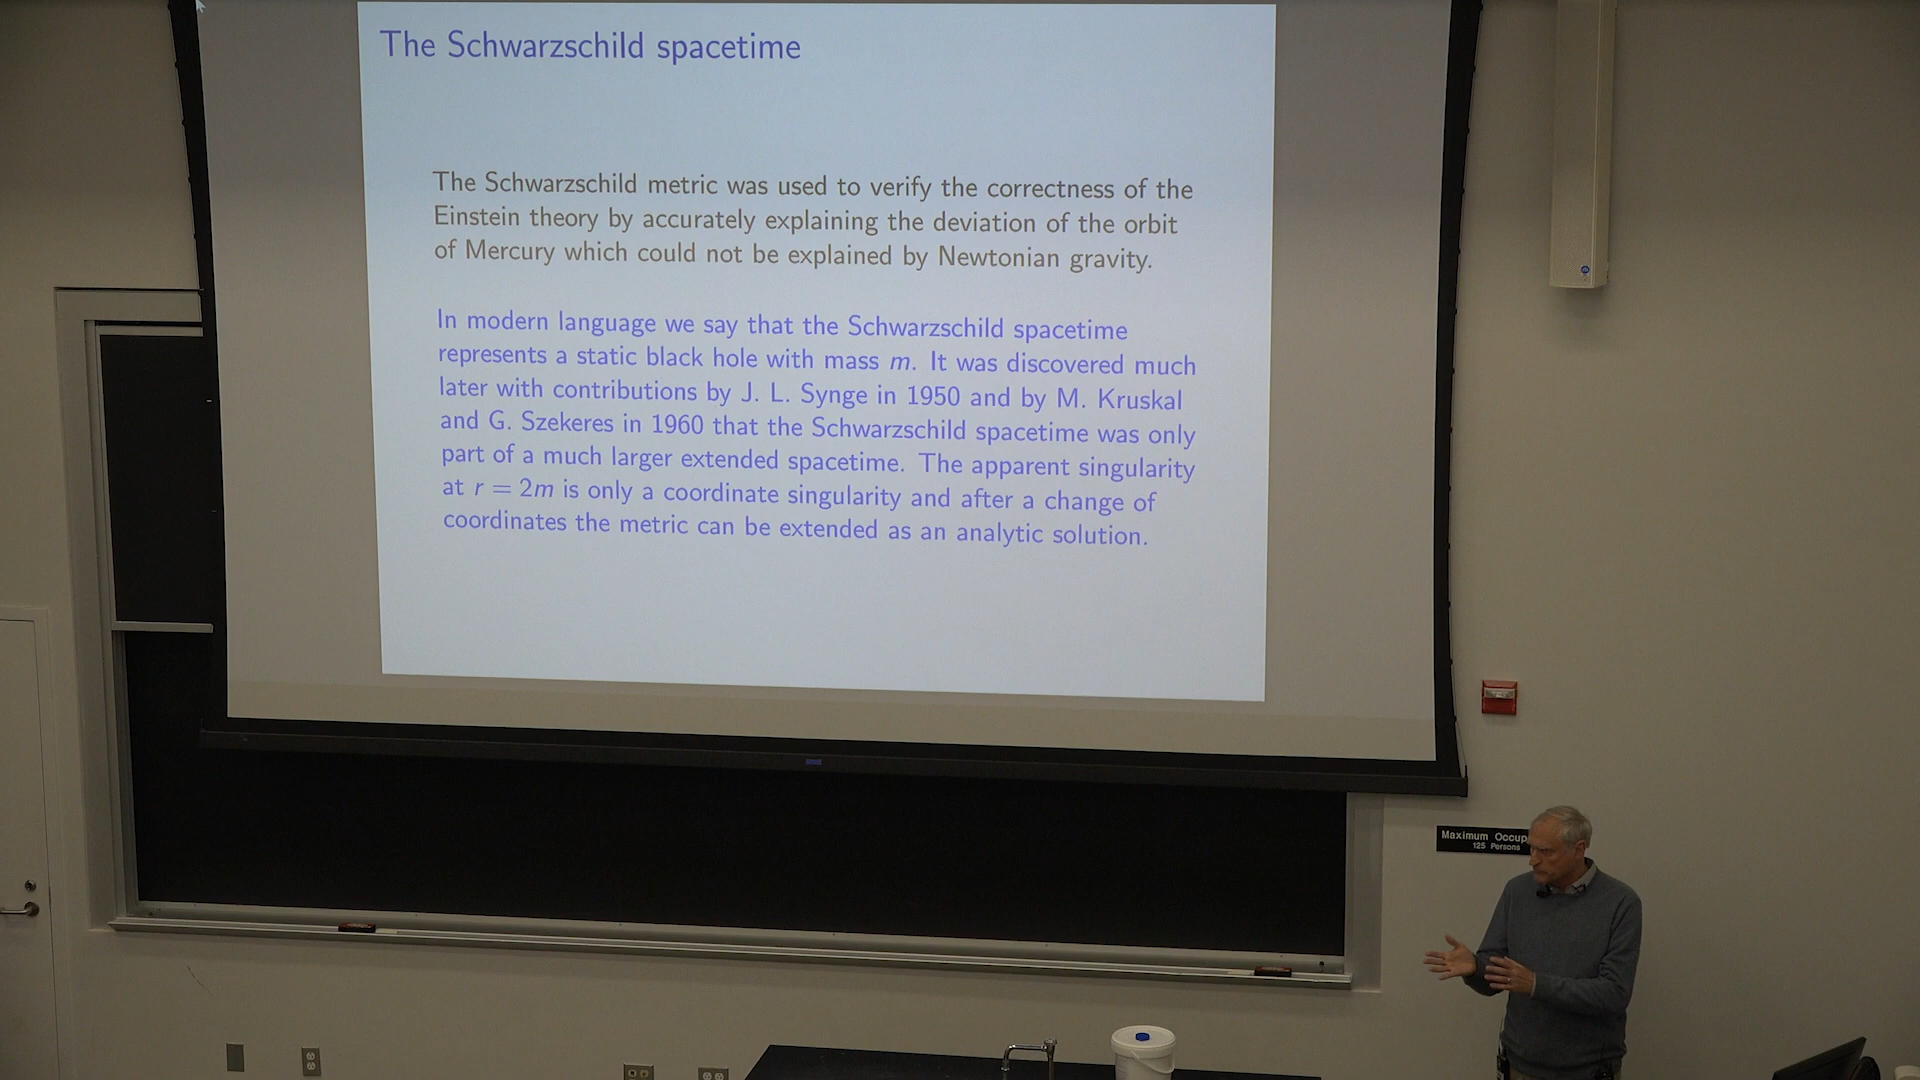 The Schwarzschild spacetime
The Schwarzschild metric was used to verify the correctness of the
Einstein theory by accurately explaining the deviation of the orbit
of Mercury which could not be explained by Newtonian gravity.
In modern language we say that the Schwarzschild spacetime
represents a static black hole with mass m. It was discovered much
later with contributions by J. L. Synge in 1950 and by M. Kruskal
and G. Szekeres in 1960 that the Schwarzschild spacetime was only
part of a much larger extended spacetime. The apparent singularity
at r = 2m is only a coordinate singularity and after a change of
coordinates the metric can be extended as an analytic solution.
Maximum Occup
125 Persons